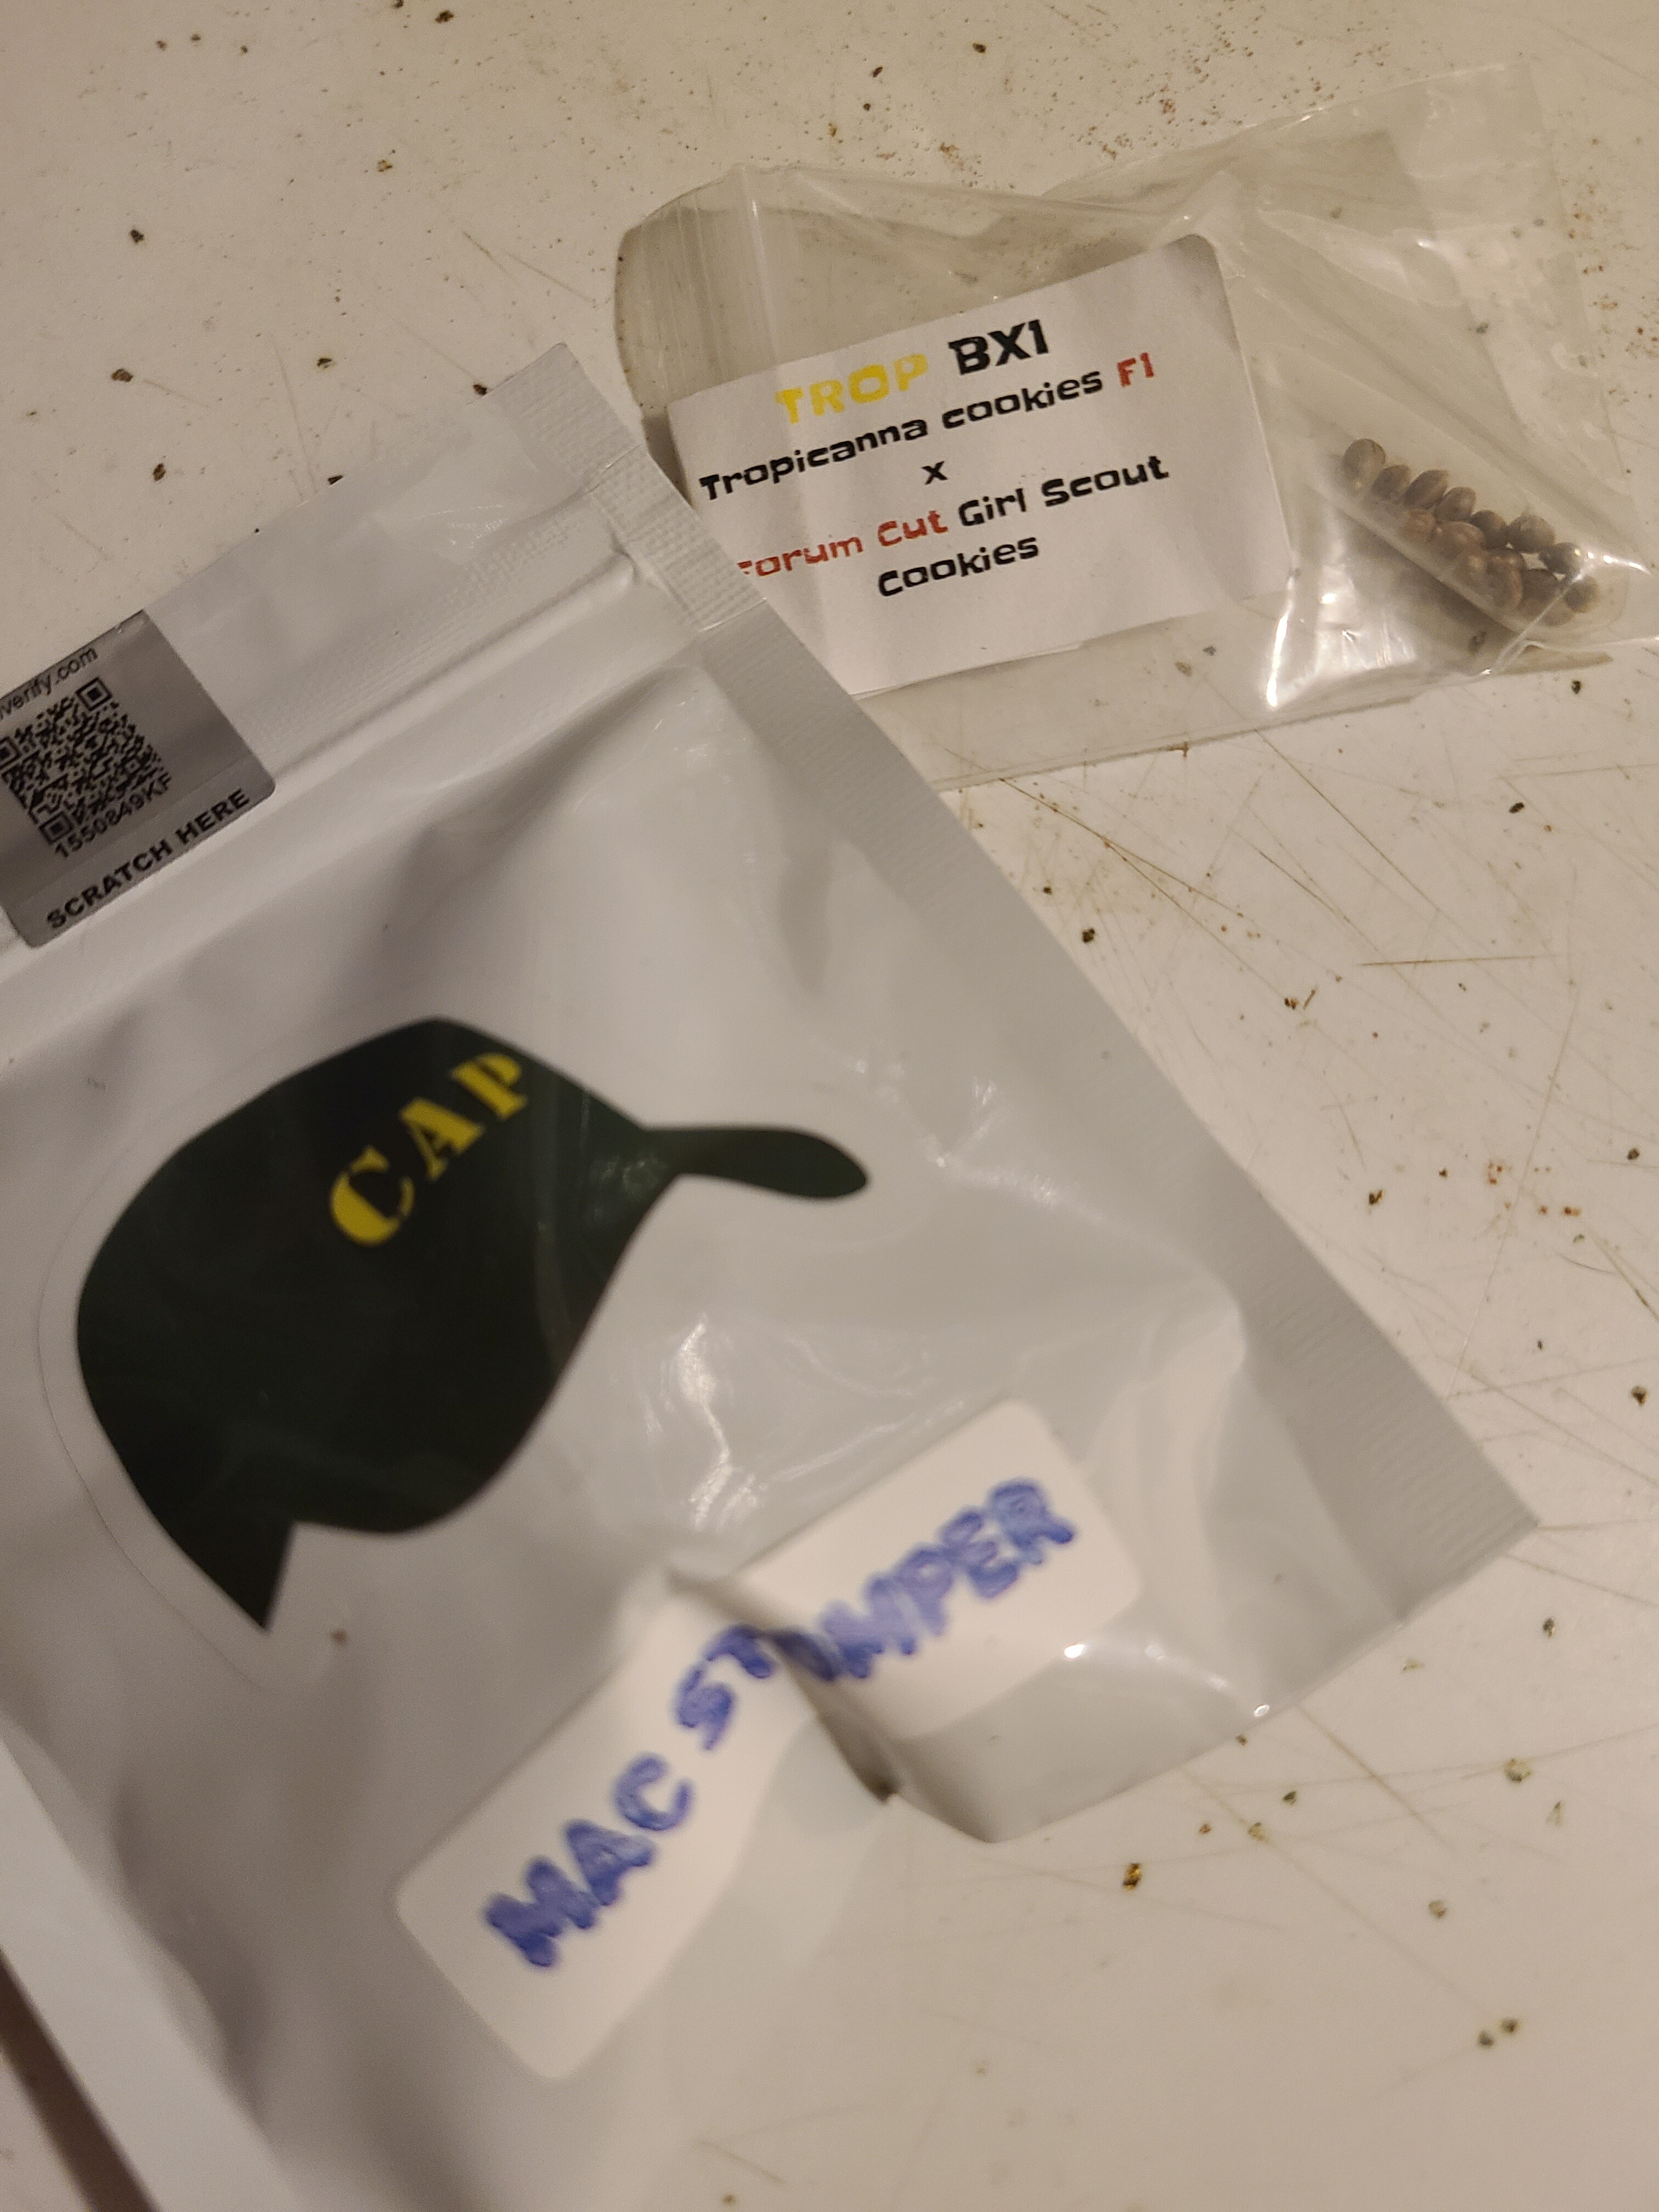 TROP BX1
Tropicanna cookies F1
x
Forum Cut Girl Scout
Cookies
verify.com
1550849KF
SCRATCH HERE
CAP
MAC STOMPER